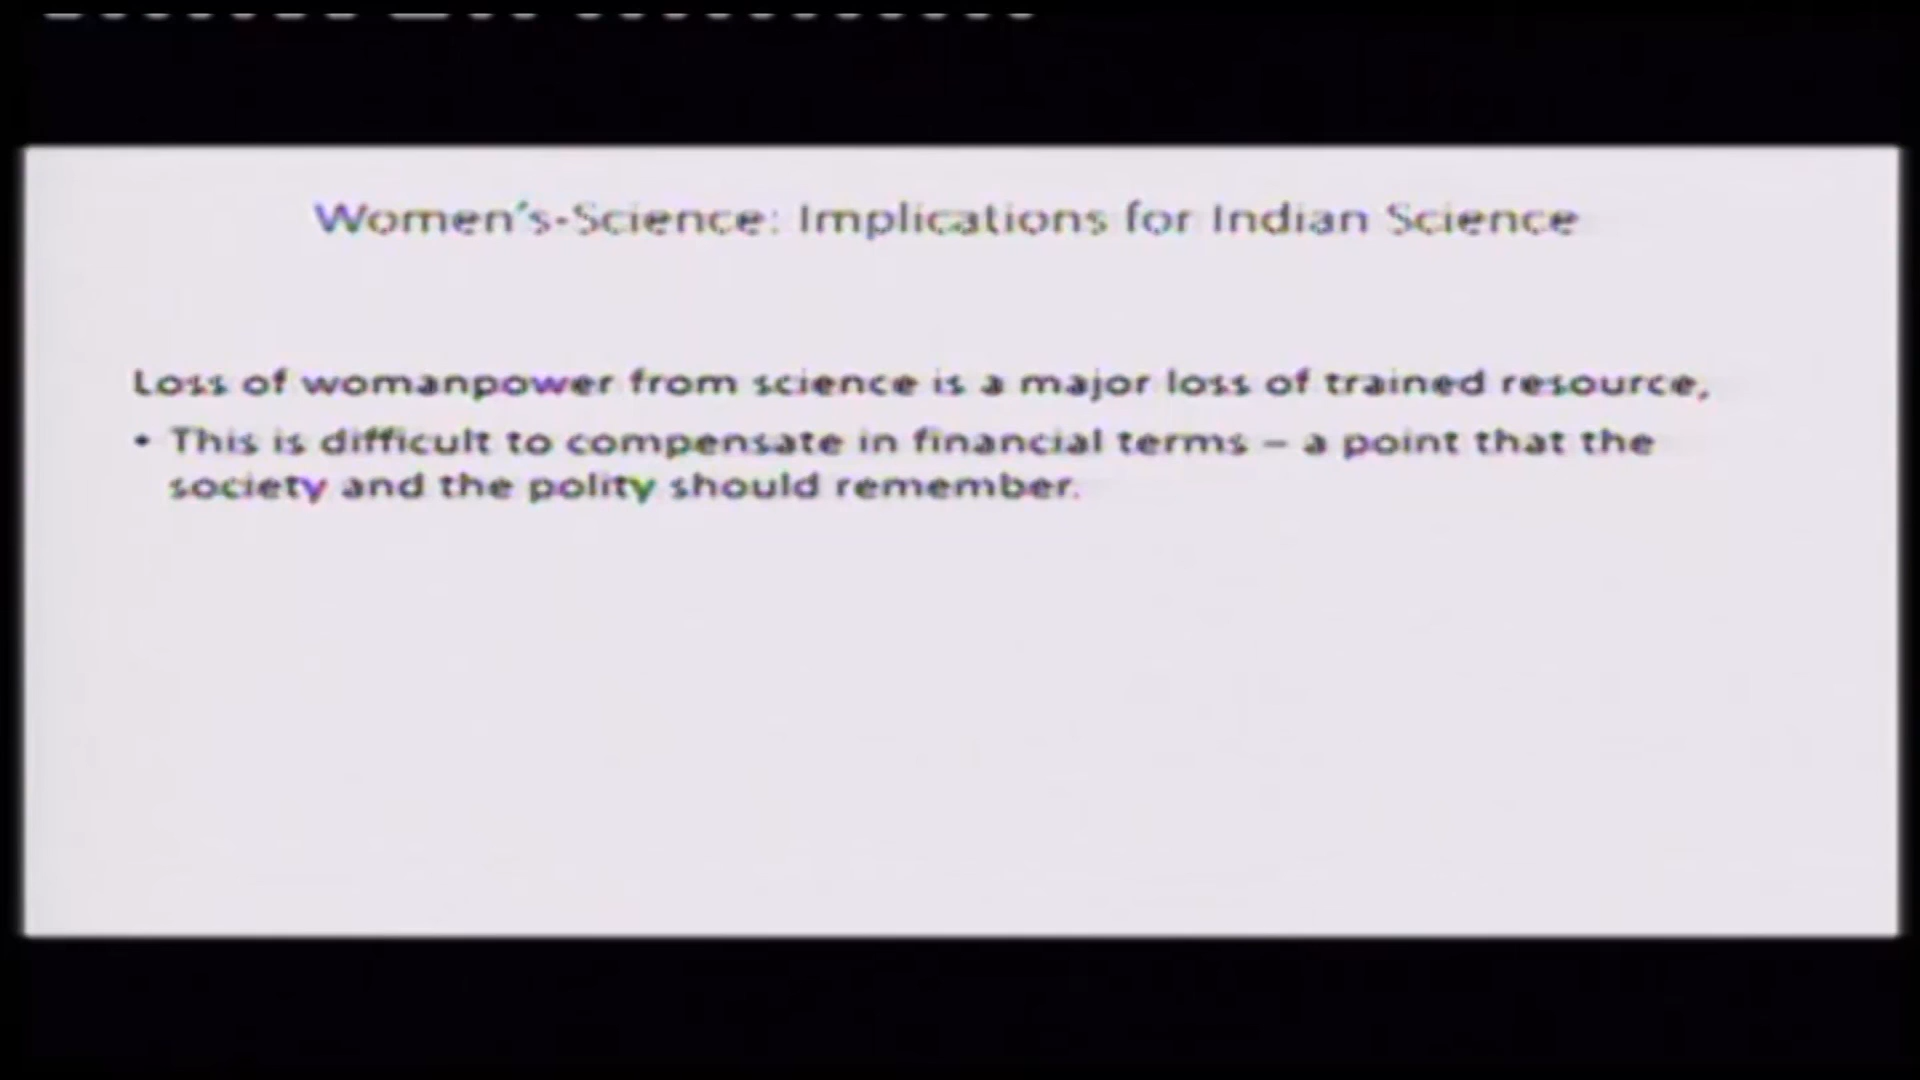 Women's-Science: Implications for Indian Science
Loss of womanpower from science is a major loss of trained resource,
• This is difficult to compensate in financial terms – a point that the
society and the polity should remember.